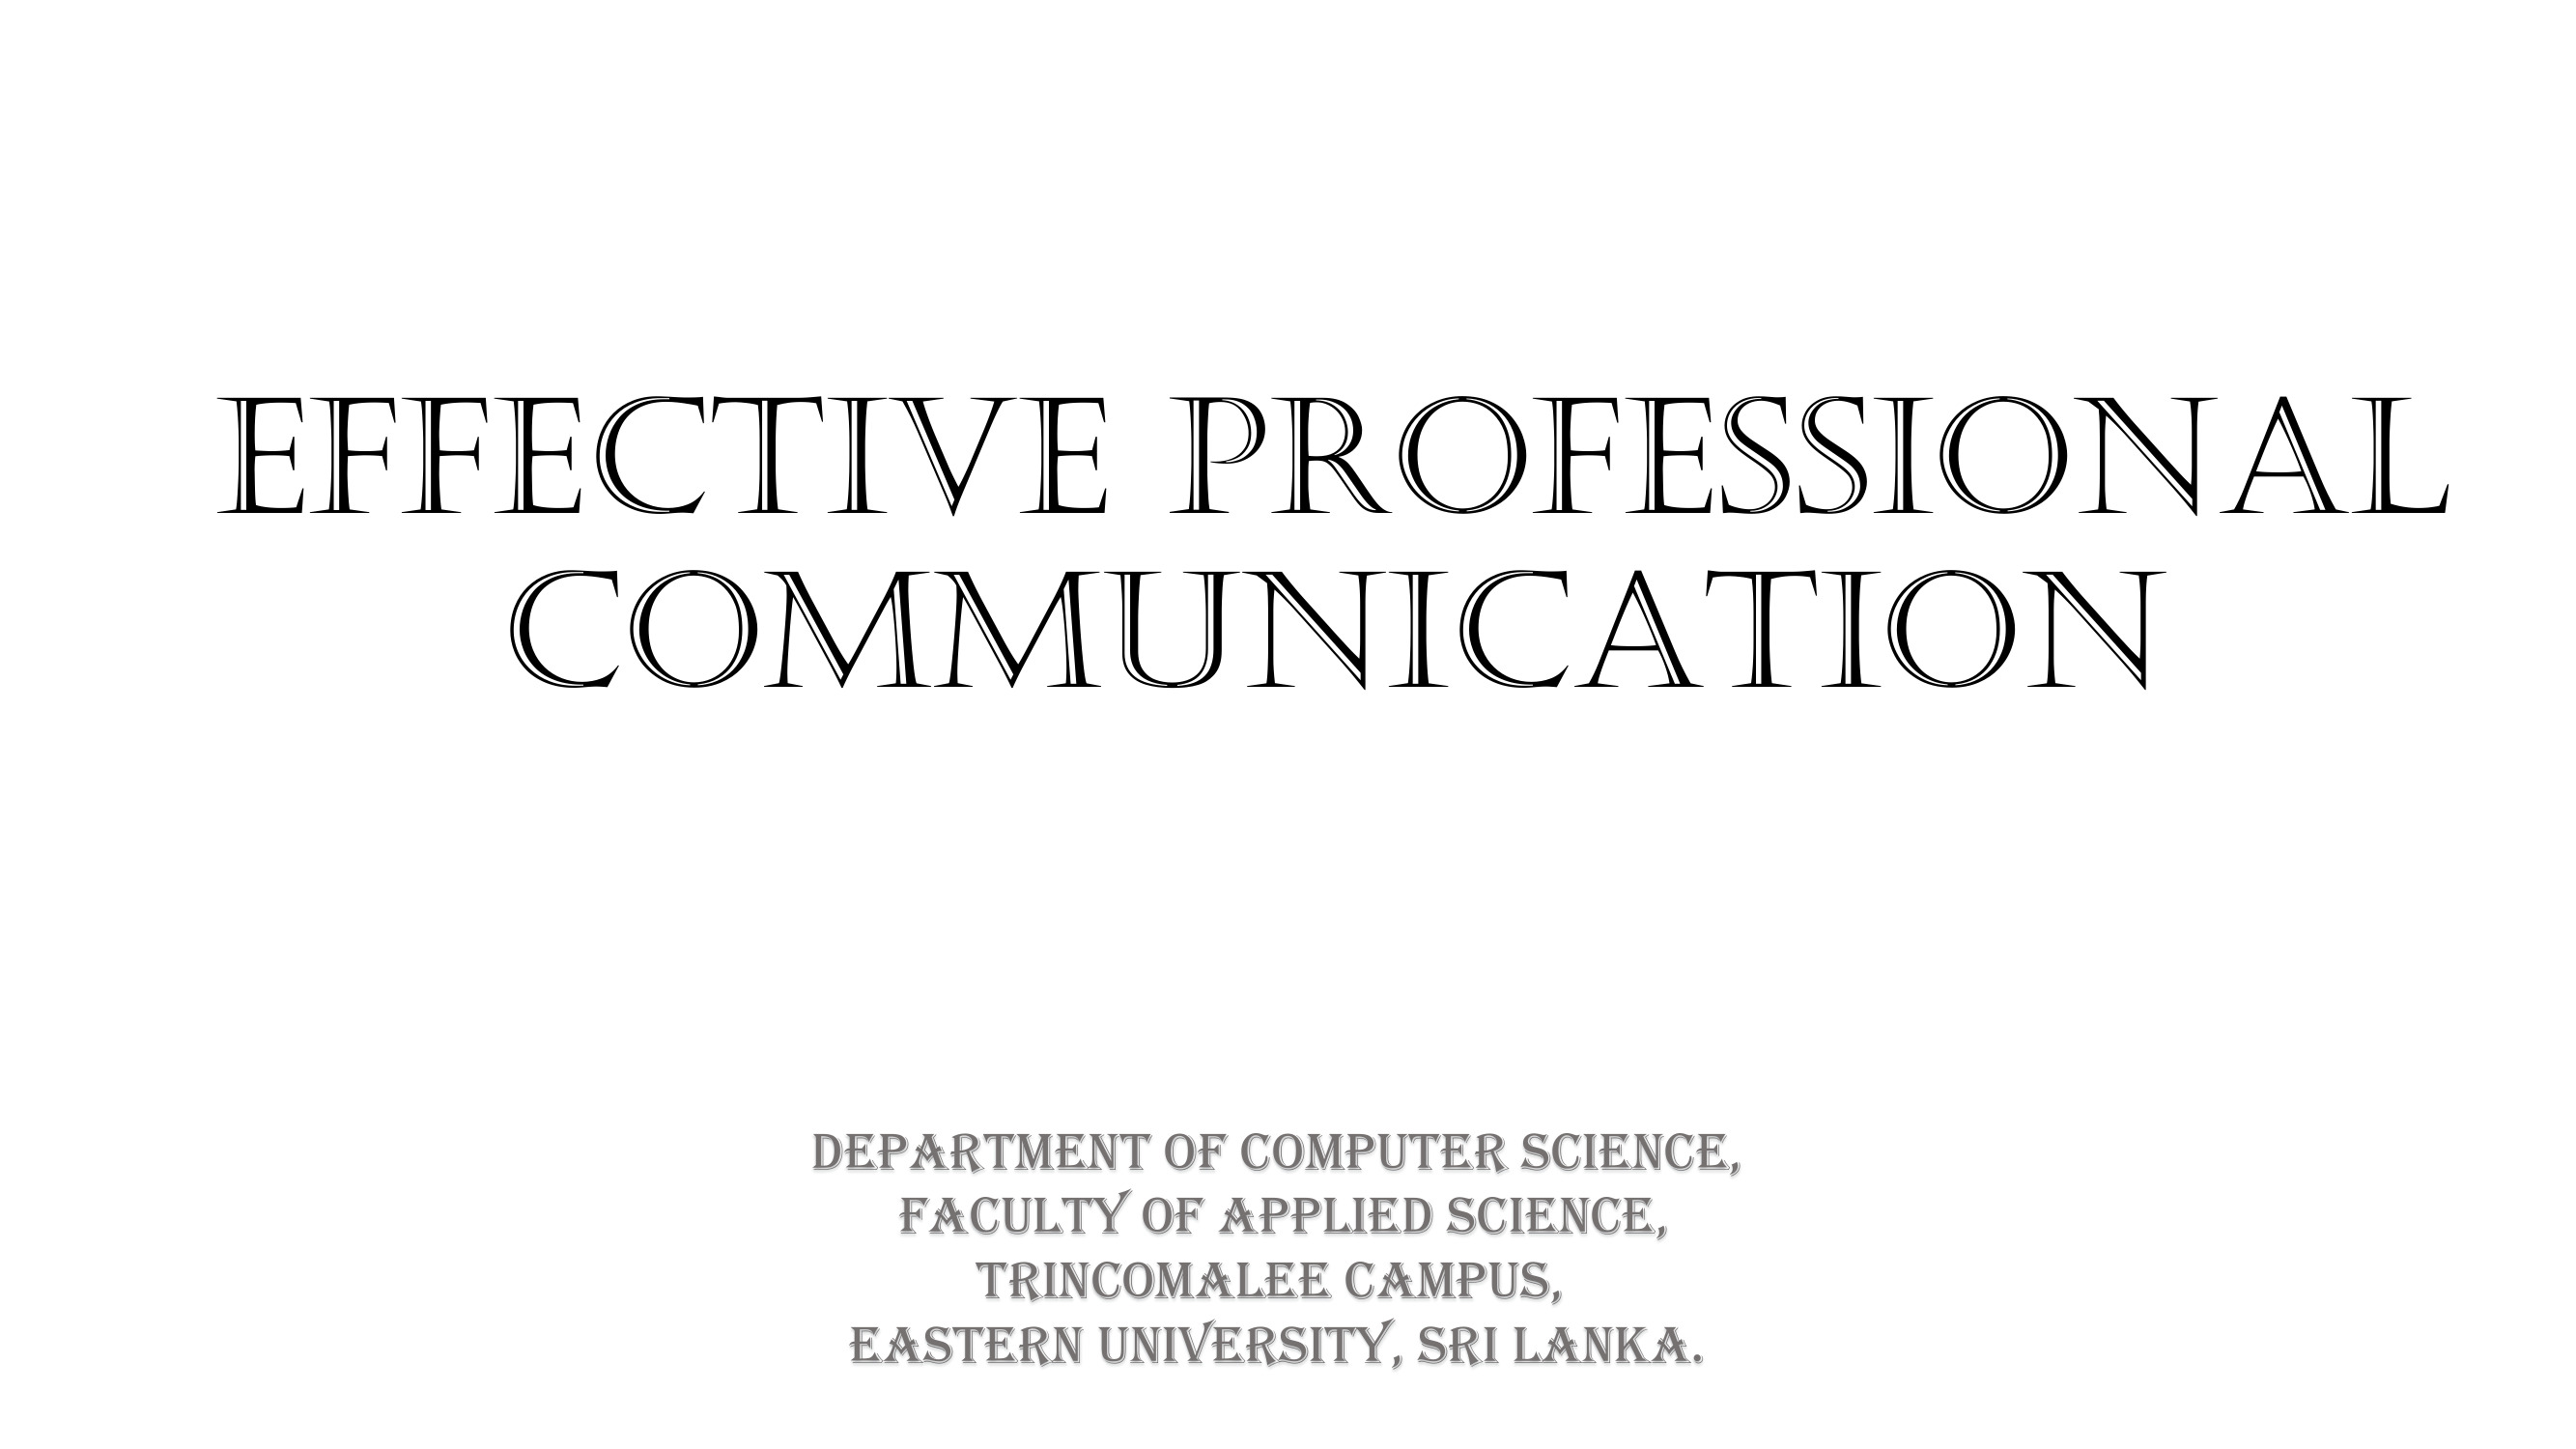 EFFECTIVE PROFESSIONAL
COMMUNICATION
DEPARTMENT OF COMPUTER SCIENCE,
FACULTY OF APPLIED SCIENCE,
TRINCOMALEE CAMPUS,
EASTERN UNIVERSITY, SRI LANKA.